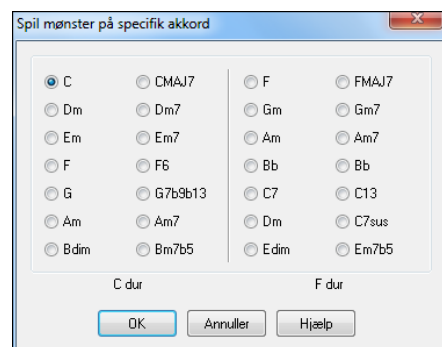 Spil mønster på specifik akkord
C CMAJ7 F FMAJ7
Dm Dm7 Gm Gm7
Em Em7 Am Am7
F F6 Bb Bb
G G7b9b13 C7 C13
Am Am7 Dm C7sus
Bdim Bm7b5 Edim Em7b5
C dur F dur
OK Annuller Hjælp